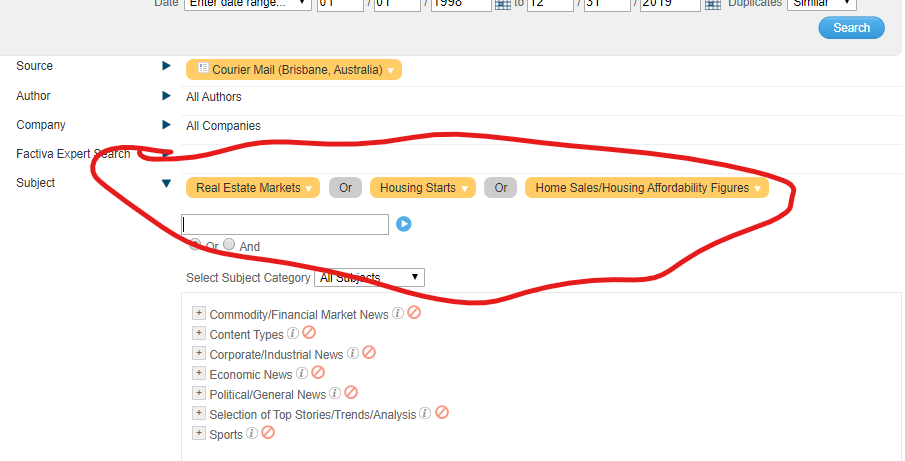 Date Enter date range... 01 / 01 / 1998 to 12 / 31 / 2019 Duplicates Similar
Search
Source Courier Mail (Brisbane, Australia)
Author All Authors
Company All Companies
Factiva Expert Search
Subject Real Estate Markets Or Housing Starts Or Home Sales/Housing Affordability Figures
Or And
Select Subject Category All Subjects
+ Commodity/Financial Market News i
+ Content Types i
+ Corporate/Industrial News i
+ Economic News i
+ Political/General News i
+ Selection of Top Stories/Trends/Analysis i
+ Sports i